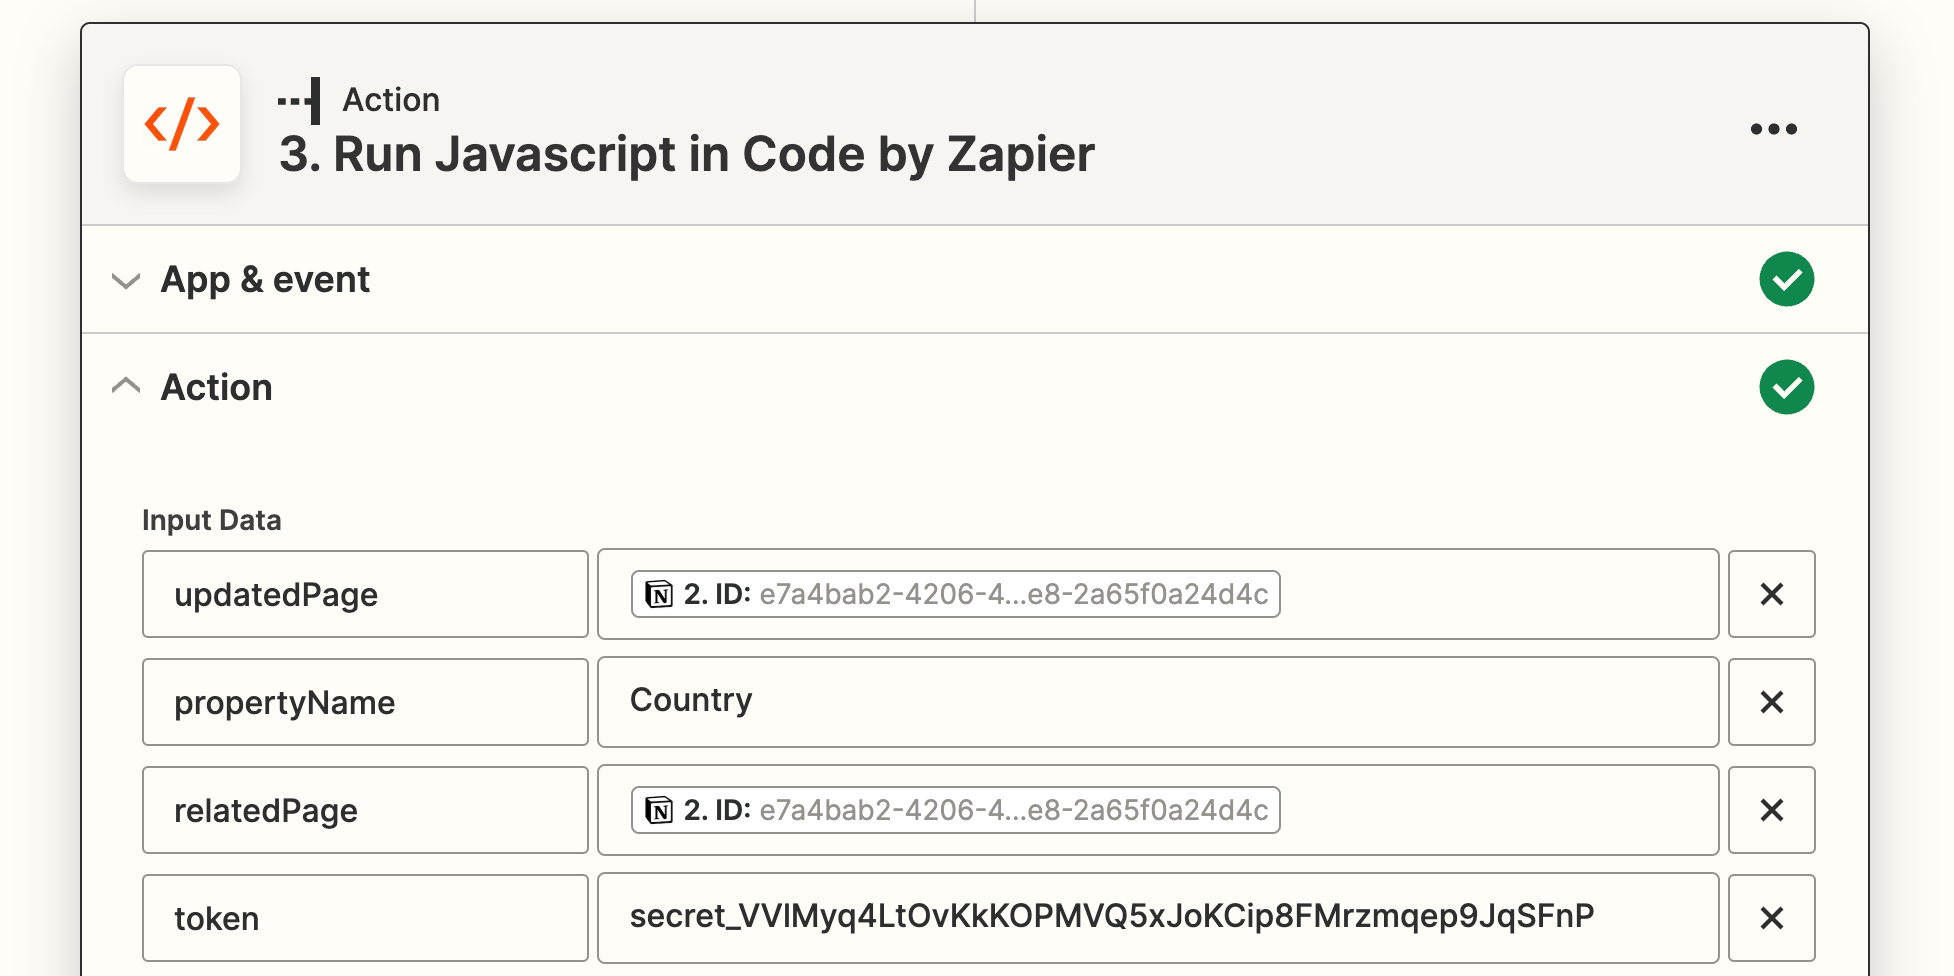 Action
3. Run Javascript in Code by Zapier
App & event
Action
Input Data
updatedPage
2. ID: e7a4bab2-4206-4...e8-2a65f0a24d4c
propertyName
Country
relatedPage
2. ID: e7a4bab2-4206-4...e8-2a65f0a24d4c
token
secret_VVIMyq4LtOvKkKOPMVQ5xJoKCip8FMrzmqep9JqSFnP